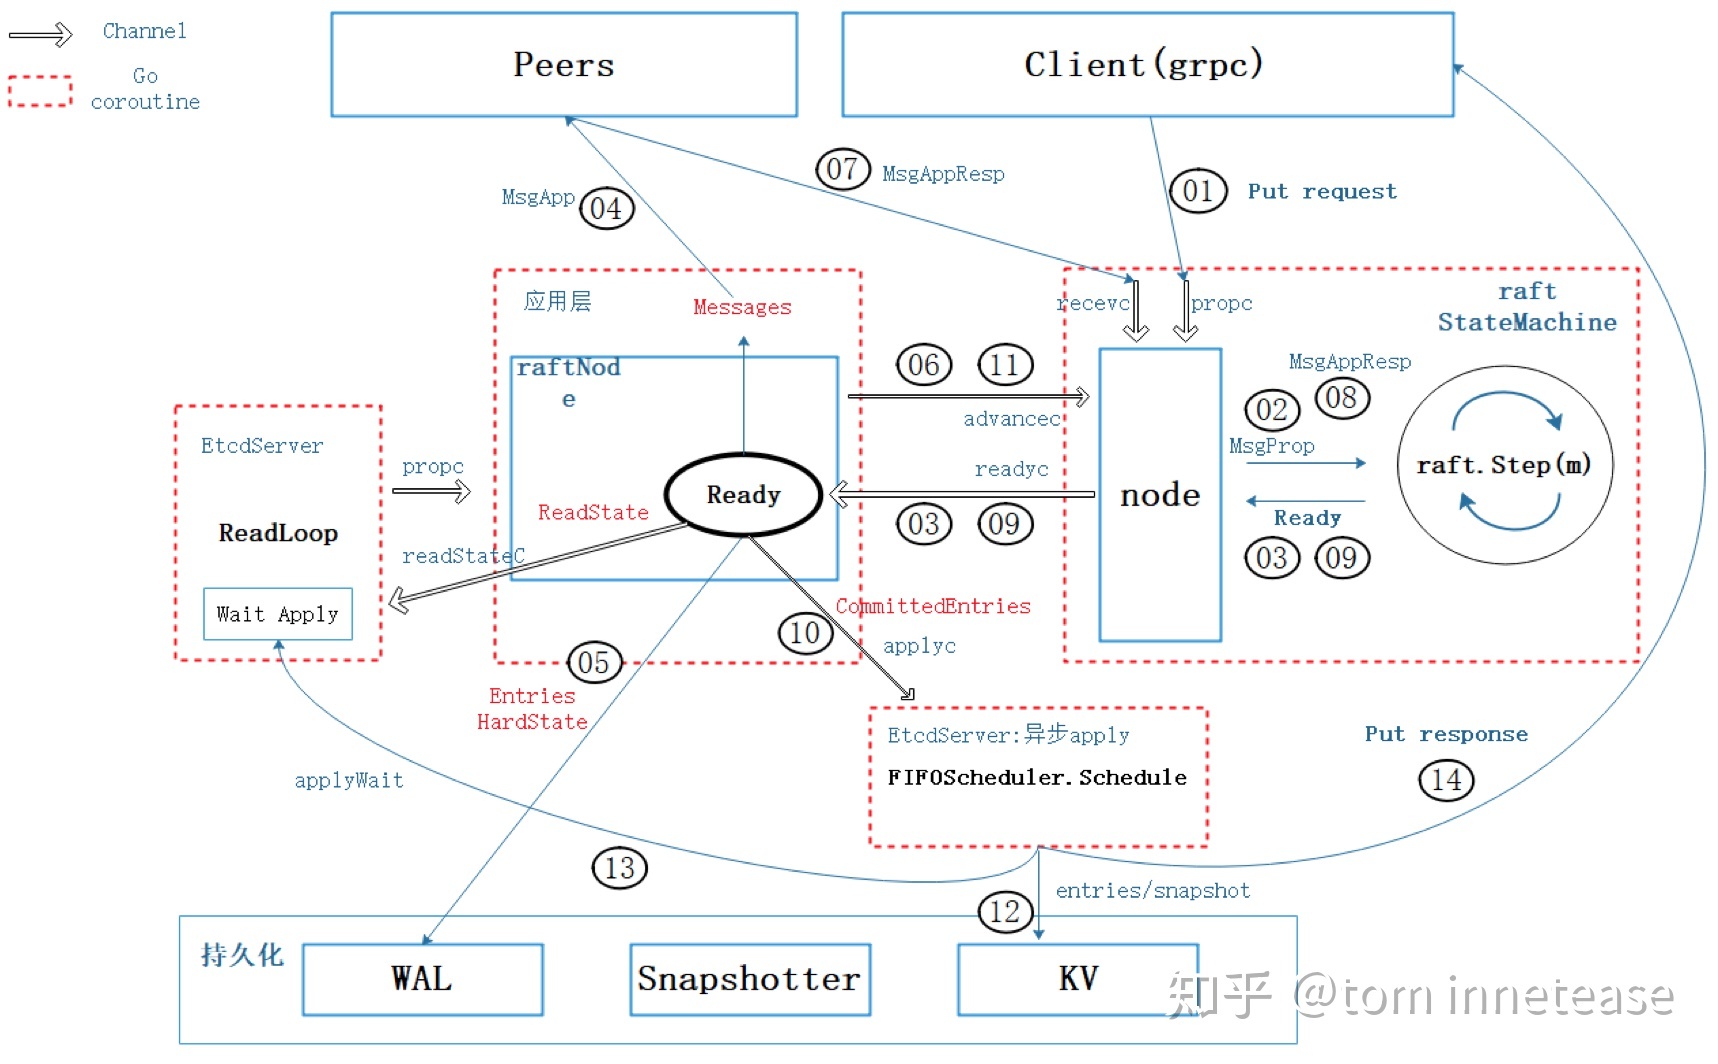 Channel
Go
coroutine
Peers
Client(grpc)
07
MsgAppResp
MsgApp
04
01
Put request
应用层
Messages
recevc
propc
raft
StateMachine
raftNod
e
06
11
advancec
MsgAppResp
02
08
MsgProp
EtcdServer
propc
readyc
Ready
ReadState
node
raft.Step(m)
ReadLoop
readStateC
03
09
Ready
03
09
Wait Apply
CommittedEntries
10
applyc
05
Entries
HardState
EtcdServer:异步apply
FIFOScheduler.Schedule
Put response
14
applyWait
13
entries/snapshot
12
持久化
WAL
Snapshotter
KV
知乎 @tom innetease